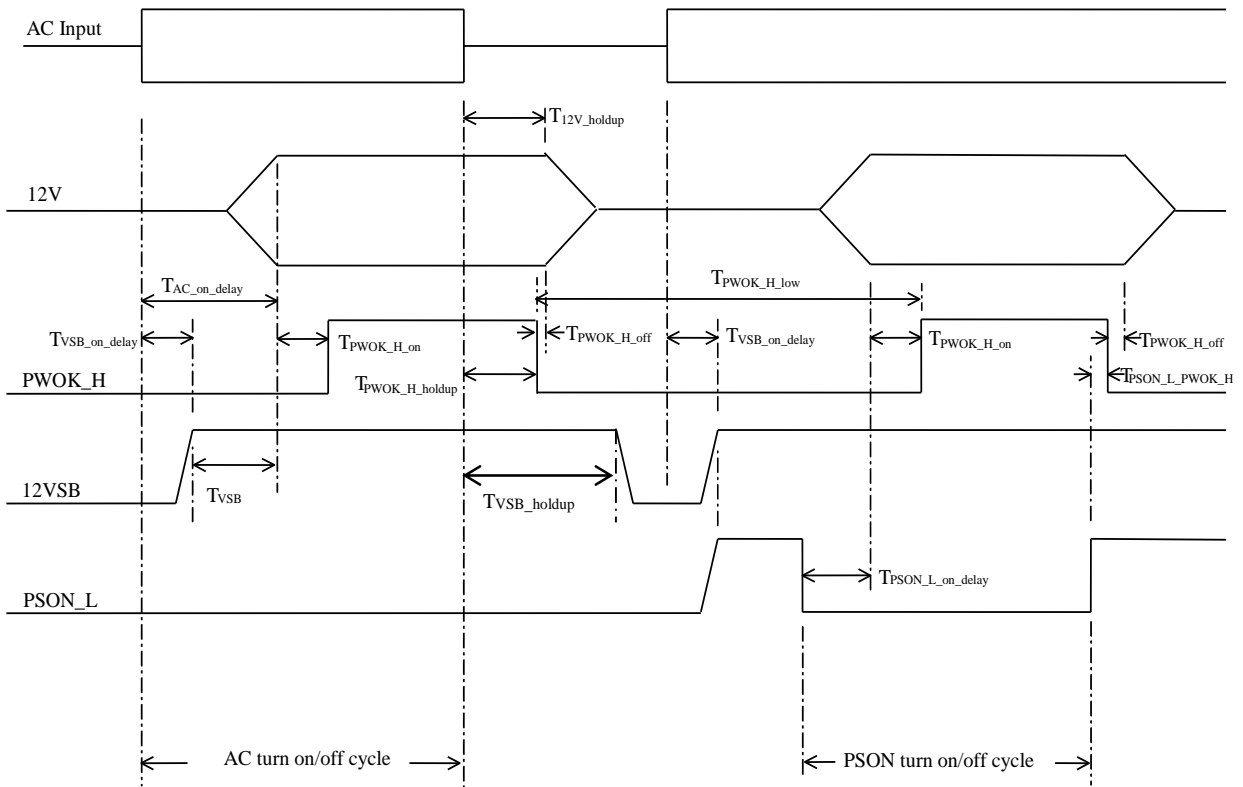 AC Input
T12V_holdup
12V
TAC_on_delay
TPWOK_H_low
TVSB_on_delay
TPWOK_H_on
TPWOK_H_off
TVSB_on_delay
TPWOK_H_on
TPWOK_H_off
PWOK_H
TPWOK_H_holdup
TPSON_L_PWOK_H
12VSB
TVSB
TVSB_holdup
TPSON_L_on_delay
PSON_L
AC turn on/off cycle
PSON turn on/off cycle